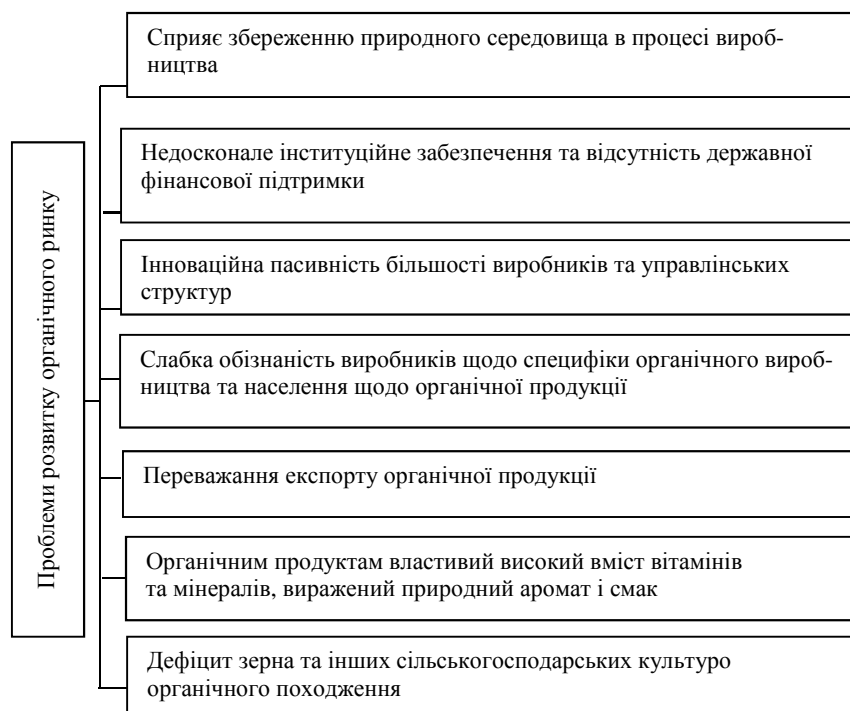 Сприяє збереженню природного середовища в процесі вироб-
ництва
Недосконале інституційне забезпечення та відсутність державної
фінансової підтримки
Інноваційна пасивність більшості виробників та управлінських
структур
Проблеми розвитку органічного ринку
Слабка обізнаність виробників щодо специфіки органічного вироб-
ництва та населення щодо органічної продукції
Переважання експорту органічної продукції
Органічним продуктам властивий високий вміст вітамінів
та мінералів, виражений природний аромат і смак
Дефіцит зерна та інших сільськогосподарських культуро
органічного походження